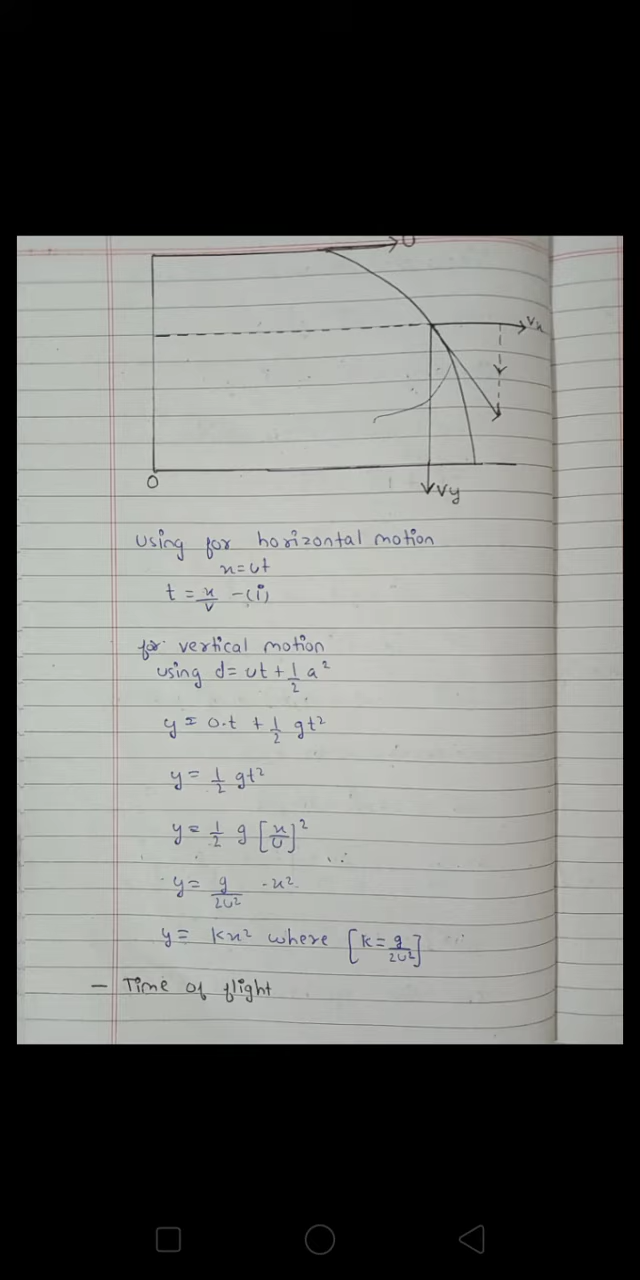 U
Vx
O
Vy
Using for horizontal motion
x = ut
t = x/v - (i)
for vertical motion
using d = ut + 1/2 a²
y = 0.t + 1/2 gt²
y = 1/2 gt²
y = 1/2 g [x/U]²
y = g/2u² · x²
y = Kx² where [K = g/2u²]
- Time of flight